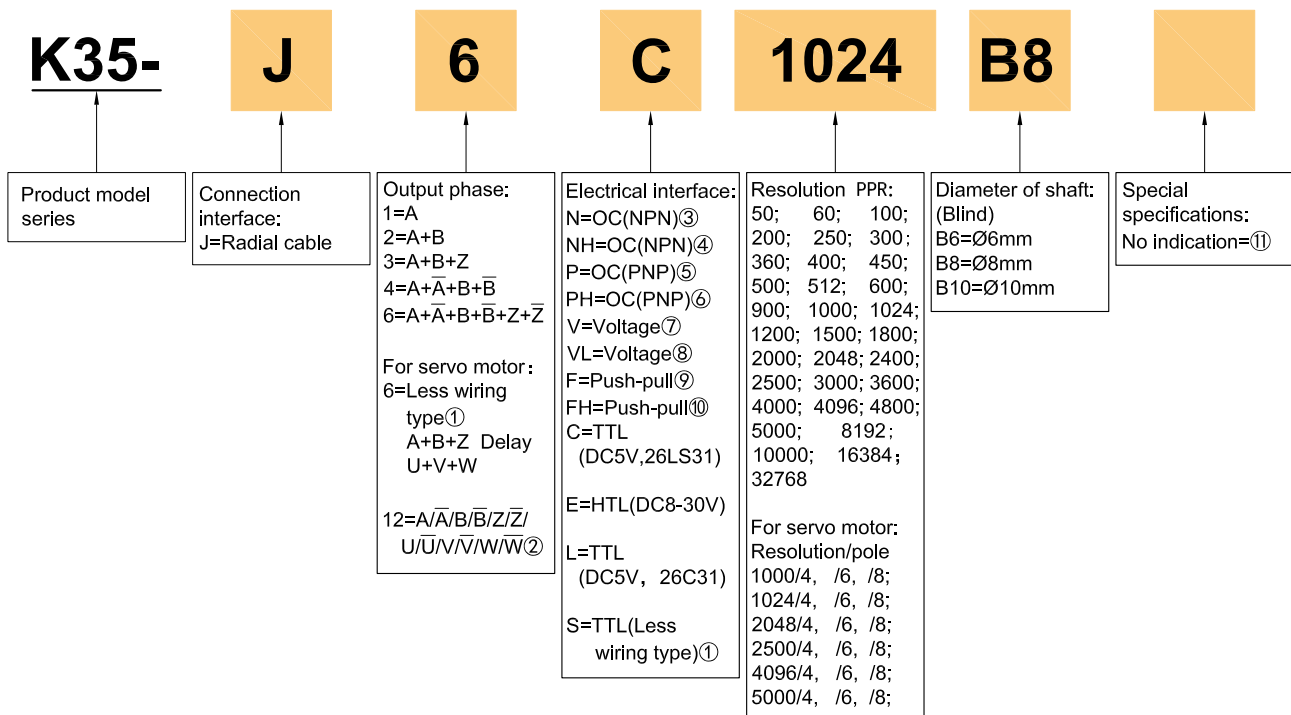 K35- J 6 C 1024 B8
Product model
series
Connection
interface:
J=Radial cable
Output phase:
1=A
2=A+B
3=A+B+Z
4=A+A̅+B+B̅
6=A+A̅+B+B̅+Z+Z̅
For servo motor:
6=Less wiring
type①
A+B+Z Delay
U+V+W
12=A/A̅/B/B̅/Z/Z̅/
U/U̅/V/V̅/W/W̅②
Electrical interface:
N=OC(NPN)③
NH=OC(NPN)④
P=OC(PNP)⑤
PH=OC(PNP)⑥
V=Voltage⑦
VL=Voltage⑧
F=Push-pull⑨
FH=Push-pull⑩
C=TTL
(DC5V,26LS31)
E=HTL(DC8-30V)
L=TTL
(DC5V, 26C31)
S=TTL(Less
wiring type)①
Resolution PPR:
50; 60; 100;
200; 250; 300;
360; 400; 450;
500; 512; 600;
900; 1000; 1024;
1200; 1500; 1800;
2000; 2048; 2400;
2500; 3000; 3600;
4000; 4096; 4800;
5000; 8192;
10000; 16384;
32768
For servo motor:
Resolution/pole
1000/4, /6, /8;
1024/4, /6, /8;
2048/4, /6, /8;
2500/4, /6, /8;
4096/4, /6, /8;
5000/4, /6, /8;
Diameter of shaft:
(Blind)
B6=Ø6mm
B8=Ø8mm
B10=Ø10mm
Special
specifications:
No indication=⑪